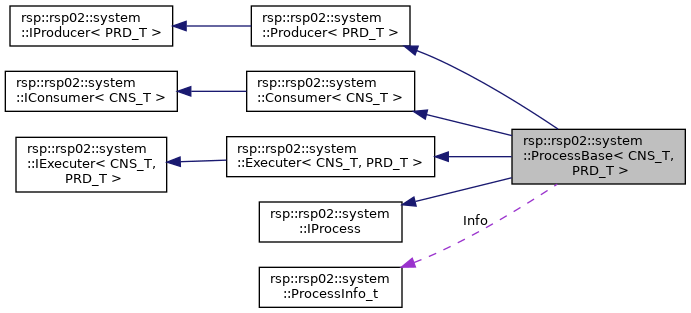 rsp::rsp02::system
::IProducer< PRD_T >
rsp::rsp02::system
::Producer< PRD_T >
rsp::rsp02::system
::IConsumer< CNS_T >
rsp::rsp02::system
::Consumer< CNS_T >
rsp::rsp02::system
::IExecuter< CNS_T,
PRD_T >
rsp::rsp02::system
::Executer< CNS_T, PRD_T >
rsp::rsp02::system
::ProcessBase< CNS_T,
PRD_T >
rsp::rsp02::system
::IProcess
Info
rsp::rsp02::system
::ProcessInfo_t